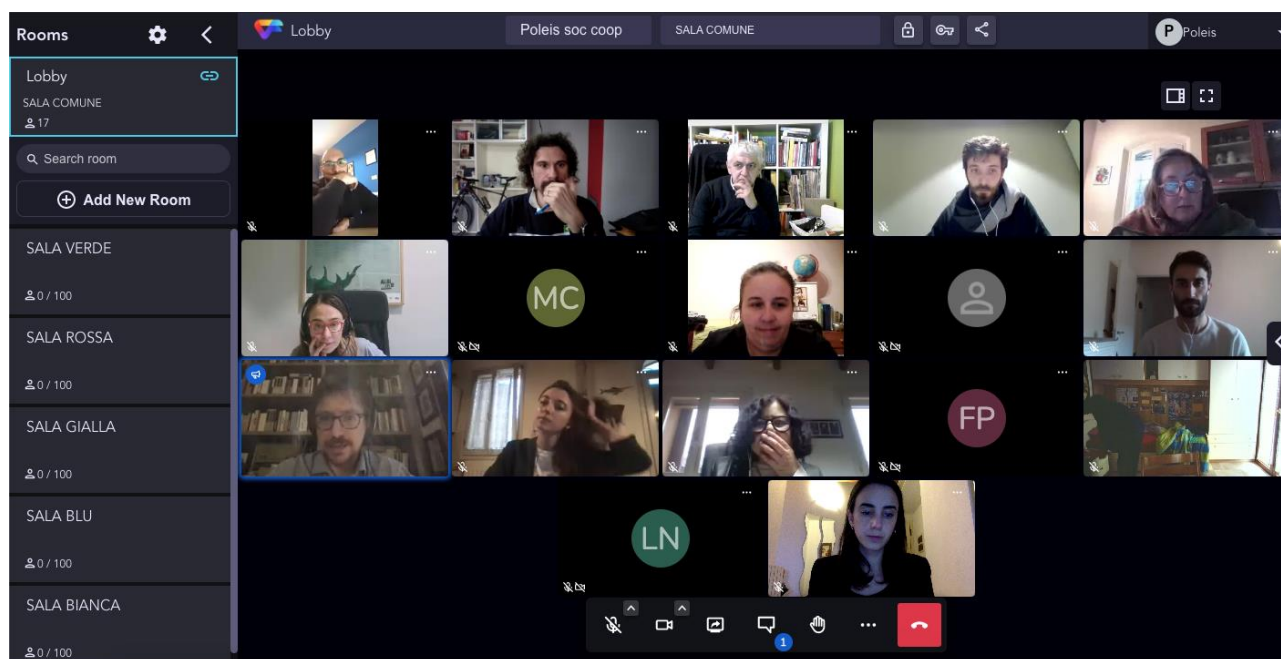 Rooms
Lobby
Poleis soc coop
SALA COMUNE
P
Poleis
Lobby
SALA COMUNE
17
Search room
Add New Room
SALA VERDE
0 / 100
SALA ROSSA
0 / 100
SALA GIALLA
0 / 100
SALA BLU
0 / 100
SALA BIANCA
0 / 100
MC
FP
LN
1